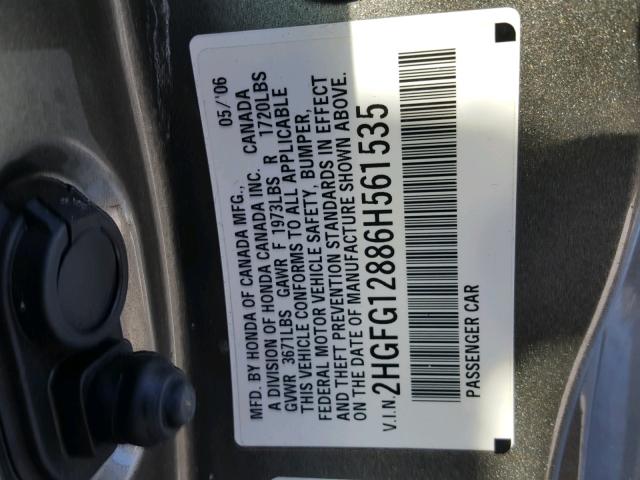 MFD. BY HONDA OF CANADA MFG., 05/'06
A DIVISION OF HONDA CANADA INC. CANADA
GVWR 3671LBS GAWR F 1973LBS R 1720LBS
THIS VEHICLE CONFORMS TO ALL APPLICABLE
FEDERAL MOTOR VEHICLE SAFETY, BUMPER,
AND THEFT PREVENTION STANDARDS IN EFFECT
ON THE DATE OF MANUFACTURE SHOWN ABOVE.
V.I.N 2HGFG12886H561535
PASSENGER CAR